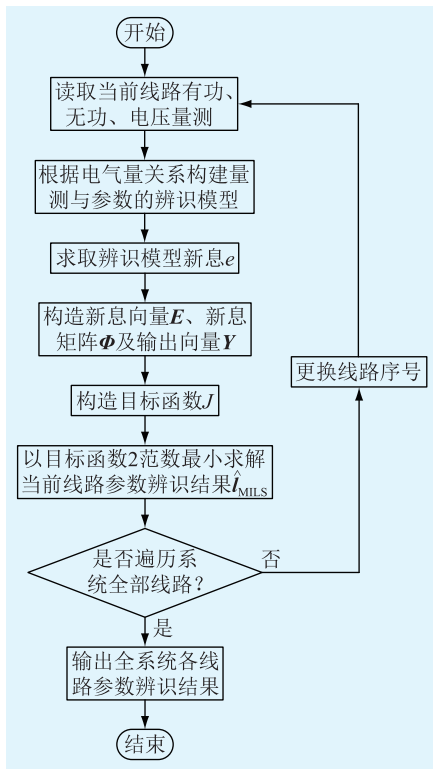 开始
读取当前线路有功、
无功、电压量测
根据电气量关系构建量
测与参数的辨识模型
求取辨识模型新息e
构造新息向量E、新息
矩阵Φ及输出向量Y
更换线路序号
构造目标函数J
以目标函数2范数最小求解
当前线路参数辨识结果l̂MILS
是否遍历系
统全部线路?
否
是
输出全系统各线
路参数辨识结果
结束